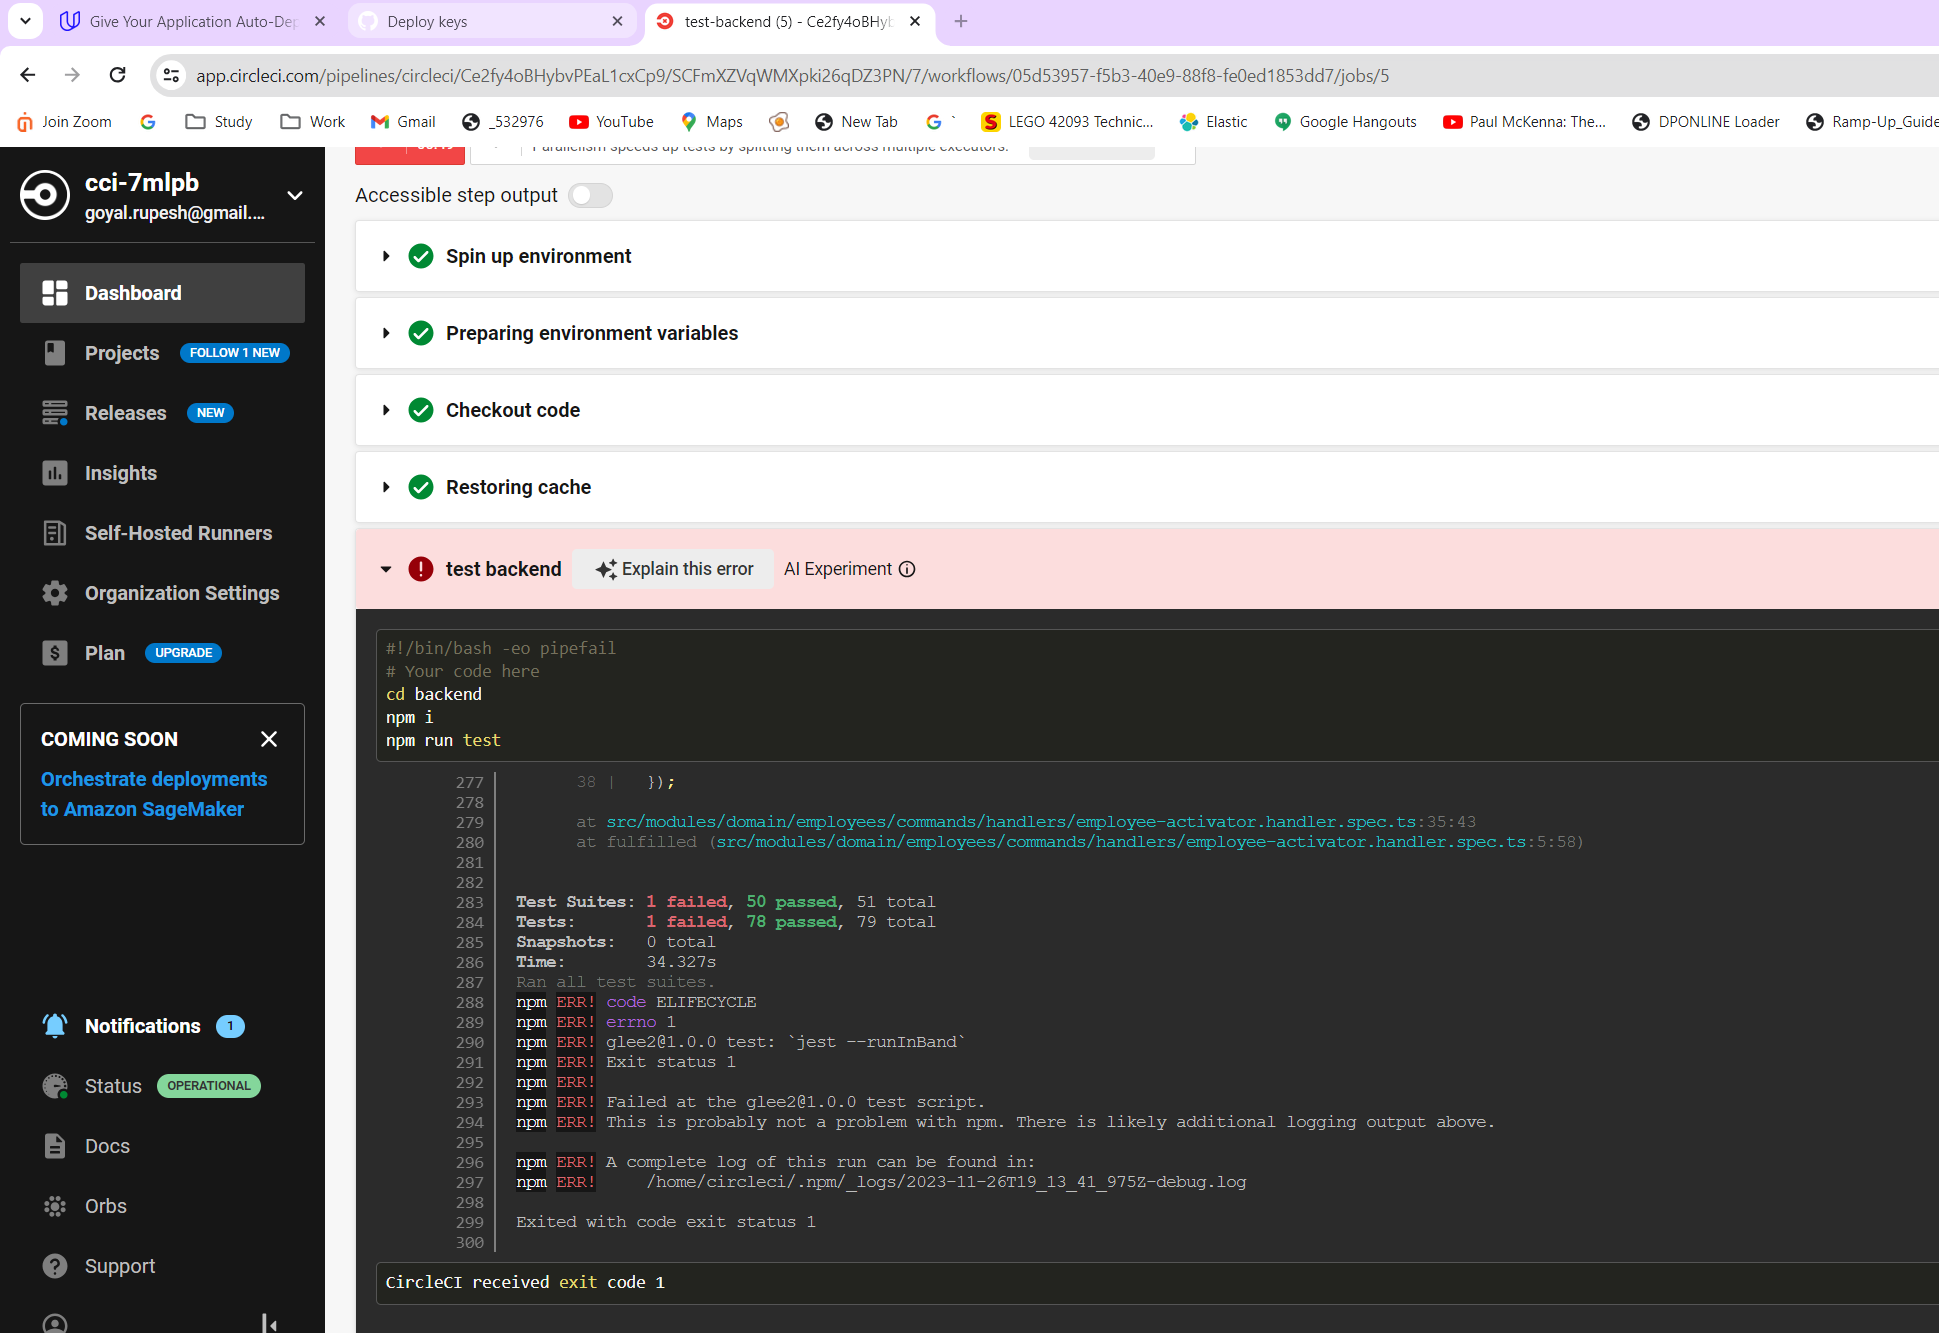 Give Your Application Auto-Dep
Deploy keys
test-backend (5) - Ce2fy4oBHyb
app.circleci.com/pipelines/circleci/Ce2fy4oBHybvPEaL1cxCp9/SCFmXZVqWMXpki26qDZ3PN/7/workflows/05d53957-f5b3-40e9-88f8-fe0ed1853dd7/jobs/5
Join Zoom
Study
Work
Gmail
_532976
YouTube
Maps
New Tab
`
LEGO 42093 Technic...
Elastic
Google Hangouts
Paul McKenna: The...
DPONLINE Loader
Ramp-Up_Guide
cci-7mlpb
goyal.rupesh@gmail....
Dashboard
Projects FOLLOW 1 NEW
Releases NEW
Insights
Self-Hosted Runners
Organization Settings
Plan UPGRADE
COMING SOON
Orchestrate deployments
to Amazon SageMaker
Notifications 1
Status OPERATIONAL
Docs
Orbs
Support
Parallelism speeds up tests by splitting them across multiple executors.
Accessible step output
Spin up environment
Preparing environment variables
Checkout code
Restoring cache
test backend Explain this error AI Experiment
#!/bin/bash -eo pipefail
# Your code here
cd backend
npm i
npm run test
277 38 | });
278
279 at src/modules/domain/employees/commands/handlers/employee-activator.handler.spec.ts:35:43
280 at fulfilled (src/modules/domain/employees/commands/handlers/employee-activator.handler.spec.ts:5:58)
281
282
283 Test Suites: 1 failed, 50 passed, 51 total
284 Tests: 1 failed, 78 passed, 79 total
285 Snapshots: 0 total
286 Time: 34.327s
287 Ran all test suites.
288 npm ERR! code ELIFECYCLE
289 npm ERR! errno 1
290 npm ERR! glee2@1.0.0 test: `jest --runInBand`
291 npm ERR! Exit status 1
292 npm ERR!
293 npm ERR! Failed at the glee2@1.0.0 test script.
294 npm ERR! This is probably not a problem with npm. There is likely additional logging output above.
295
296 npm ERR! A complete log of this run can be found in:
297 npm ERR! /home/circleci/.npm/_logs/2023-11-26T19_13_41_975Z-debug.log
298
299 Exited with code exit status 1
300
CircleCI received exit code 1